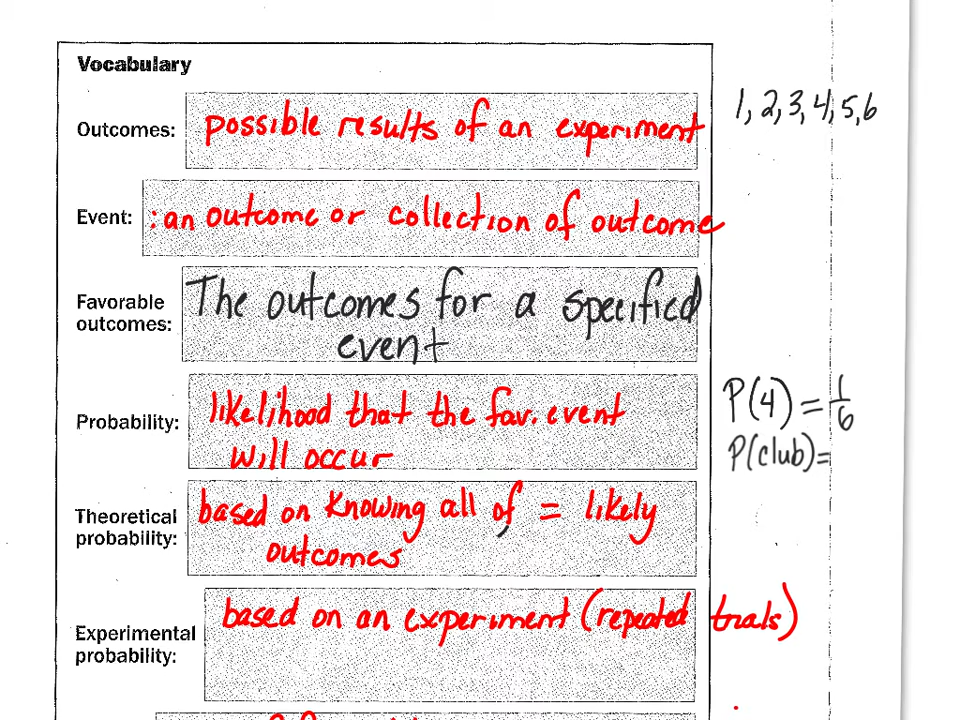 Vocabulary
Outcomes: possible results of an experiment
1, 2, 3, 4, 5, 6
Event: : an outcome or collection of outcome
Favorable outcomes: The outcomes for a specified
event
Probability: likelihood that the fav. event
will occur
P(4) = 1/6
P(club) =
Theoretical probability: based on knowing all of = likely
outcomes
Experimental probability: based on an experiment (repeated trials)